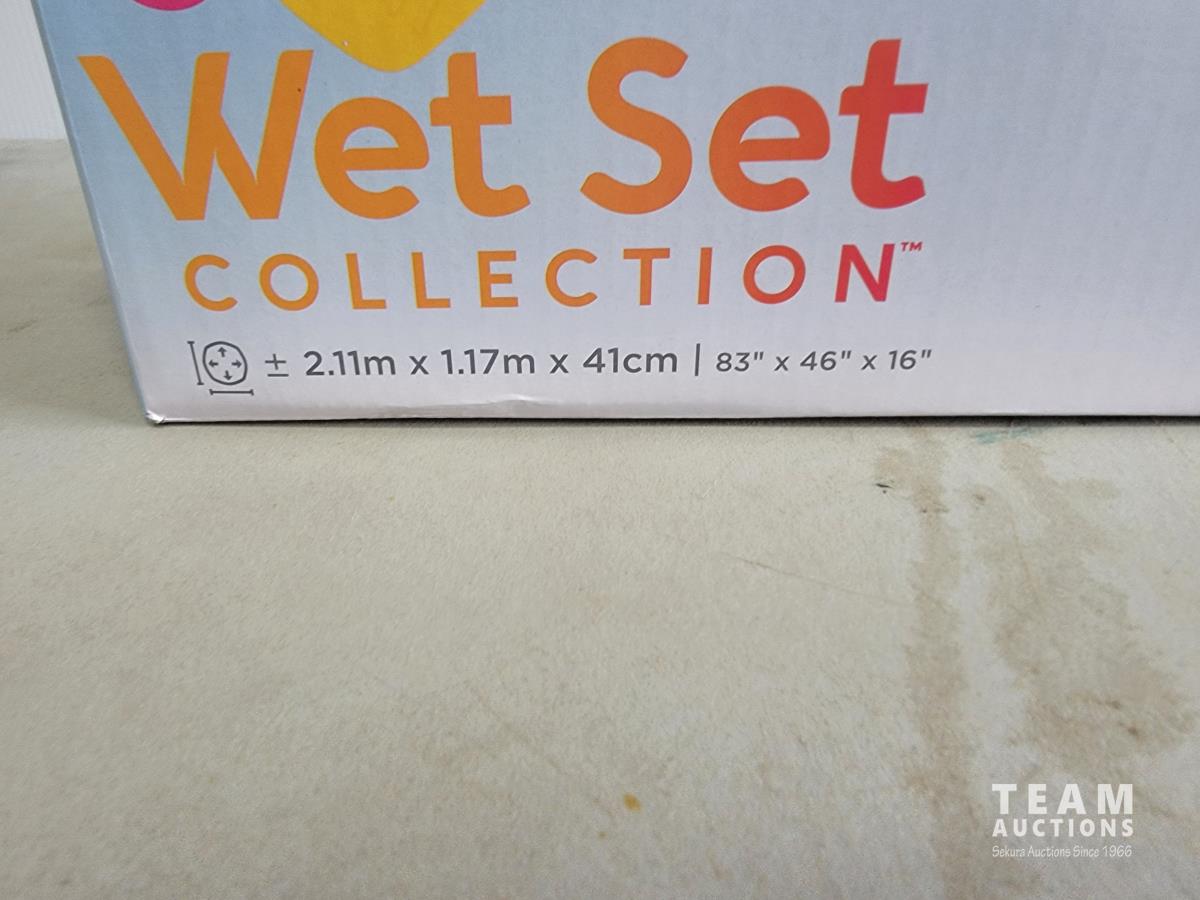 Wet Set
COLLECTION™
± 2.11m x 1.17m x 41cm | 83" x 46" x 16"
TEAM
AUCTIONS
Sekura Auctions Since 1966